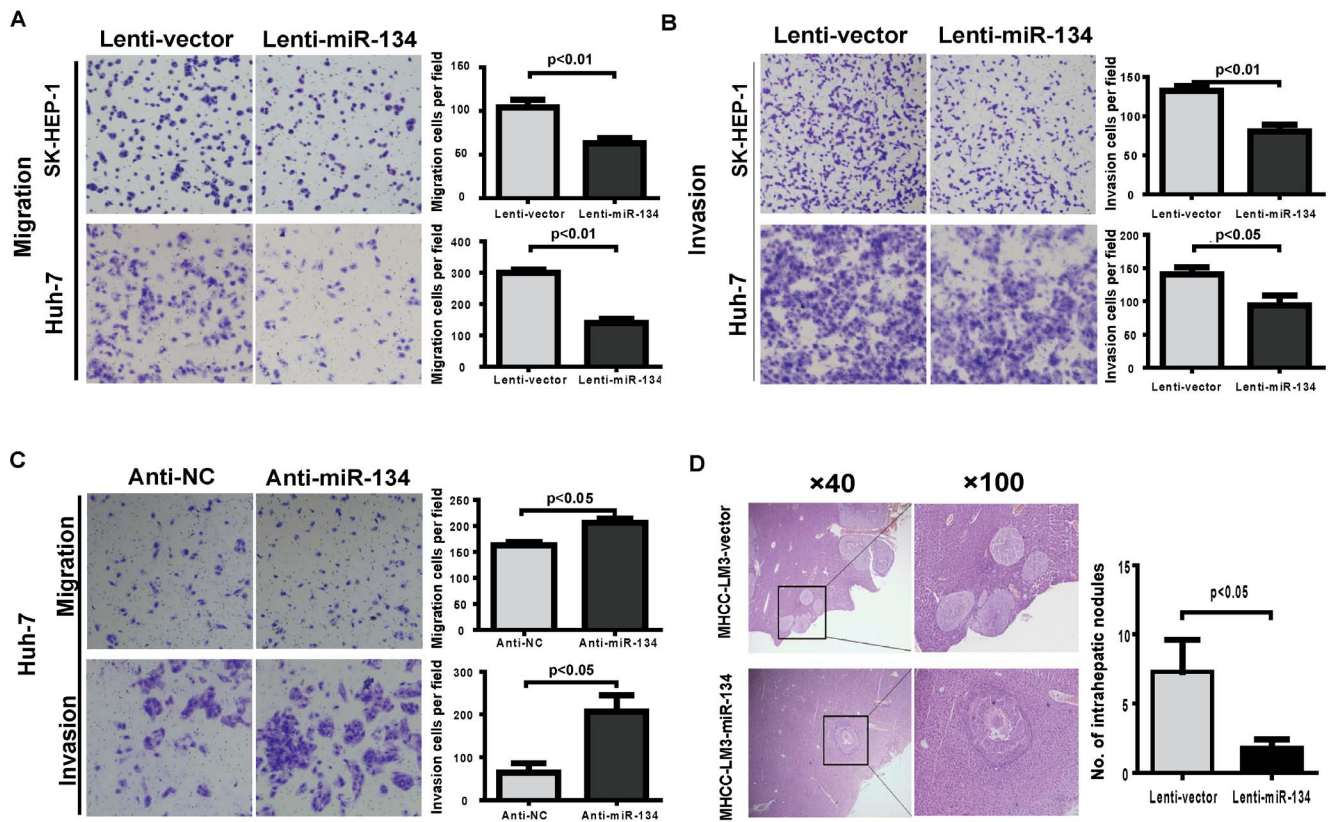 A
Lenti-vector Lenti-miR-134
Migration
SK-HEP-1
Migration cells per field
150
100
50
0
p<0.01
Lenti-vector Lenti-miR-134
Huh-7
Migration cells per field
400
300
200
100
0
p<0.01
Lenti-vector Lenti-miR-134
B
Lenti-vector Lenti-miR-134
Invasion
SK-HEP-1
Invasion cells per field
150
100
50
0
p<0.01
Lenti-vector Lenti-miR-134
Huh-7
Invasion cells per field
200
150
100
50
0
p<0.05
Lenti-vector Lenti-miR-134
C
Anti-NC Anti-miR-134
Huh-7
Migration
Migration cells per field
250
200
150
100
50
0
p<0.05
Anti-NC Anti-miR-134
Invasion
Invasion cells per field
300
200
100
0
p<0.05
Anti-NC Anti-miR-134
D
×40 ×100
MHCC-LM3-vector
MHCC-LM3-miR-134
No. of intrahepatic nodules
15
10
5
0
p<0.05
Lenti-vector Lenti-miR-134